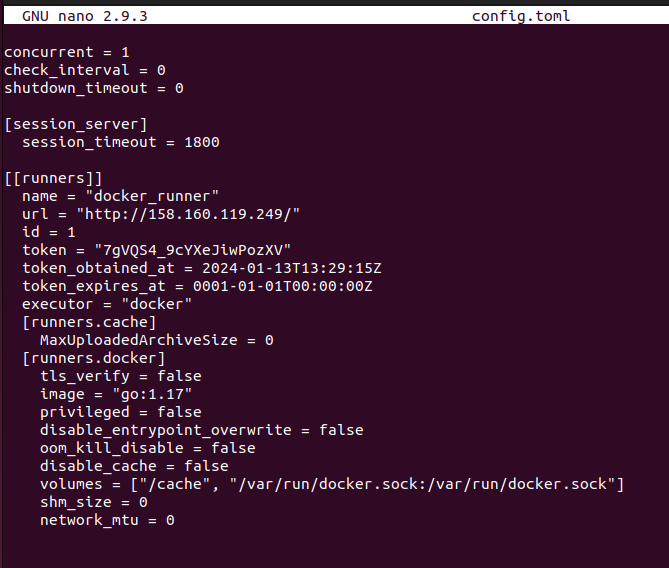 GNU nano 2.9.3 config.toml
concurrent = 1
check_interval = 0
shutdown_timeout = 0
[session_server]
session_timeout = 1800
[[runners]]
name = "docker_runner"
url = "http://158.160.119.249/"
id = 1
token = "7gVQS4_9cYXeJiwPozXV"
token_obtained_at = 2024-01-13T13:29:15Z
token_expires_at = 0001-01-01T00:00:00Z
executor = "docker"
[runners.cache]
MaxUploadedArchiveSize = 0
[runners.docker]
tls_verify = false
image = "go:1.17"
privileged = false
disable_entrypoint_overwrite = false
oom_kill_disable = false
disable_cache = false
volumes = ["/cache", "/var/run/docker.sock:/var/run/docker.sock"]
shm_size = 0
network_mtu = 0